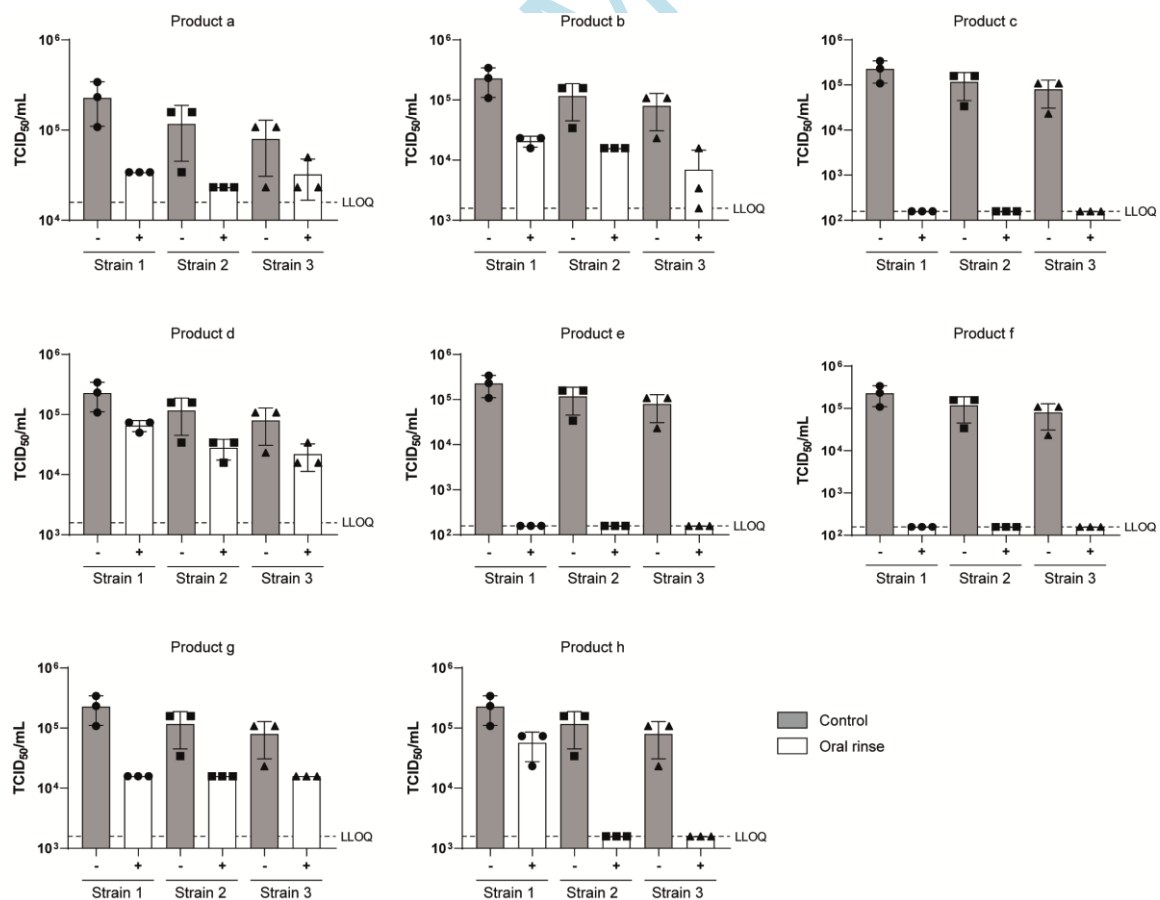 Product a
10⁶
10⁵
10⁴
TCID₅₀/mL
LLOQ
- + - + - +
Strain 1 Strain 2 Strain 3
Product b
10⁶
10⁵
10⁴
10³
TCID₅₀/mL
LLOQ
- + - + - +
Strain 1 Strain 2 Strain 3
Product c
10⁶
10⁵
10⁴
10³
10²
TCID₅₀/mL
LLOQ
- + - + - +
Strain 1 Strain 2 Strain 3
Product d
10⁶
10⁵
10⁴
10³
TCID₅₀/mL
LLOQ
- + - + - +
Strain 1 Strain 2 Strain 3
Product e
10⁶
10⁵
10⁴
10³
10²
TCID₅₀/mL
LLOQ
- + - + - +
Strain 1 Strain 2 Strain 3
Product f
10⁶
10⁵
10⁴
10³
10²
TCID₅₀/mL
LLOQ
- + - + - +
Strain 1 Strain 2 Strain 3
Product g
10⁶
10⁵
10⁴
10³
TCID₅₀/mL
LLOQ
- + - + - +
Strain 1 Strain 2 Strain 3
Product h
10⁶
10⁵
10⁴
10³
TCID₅₀/mL
LLOQ
- + - + - +
Strain 1 Strain 2 Strain 3
Control
Oral rinse